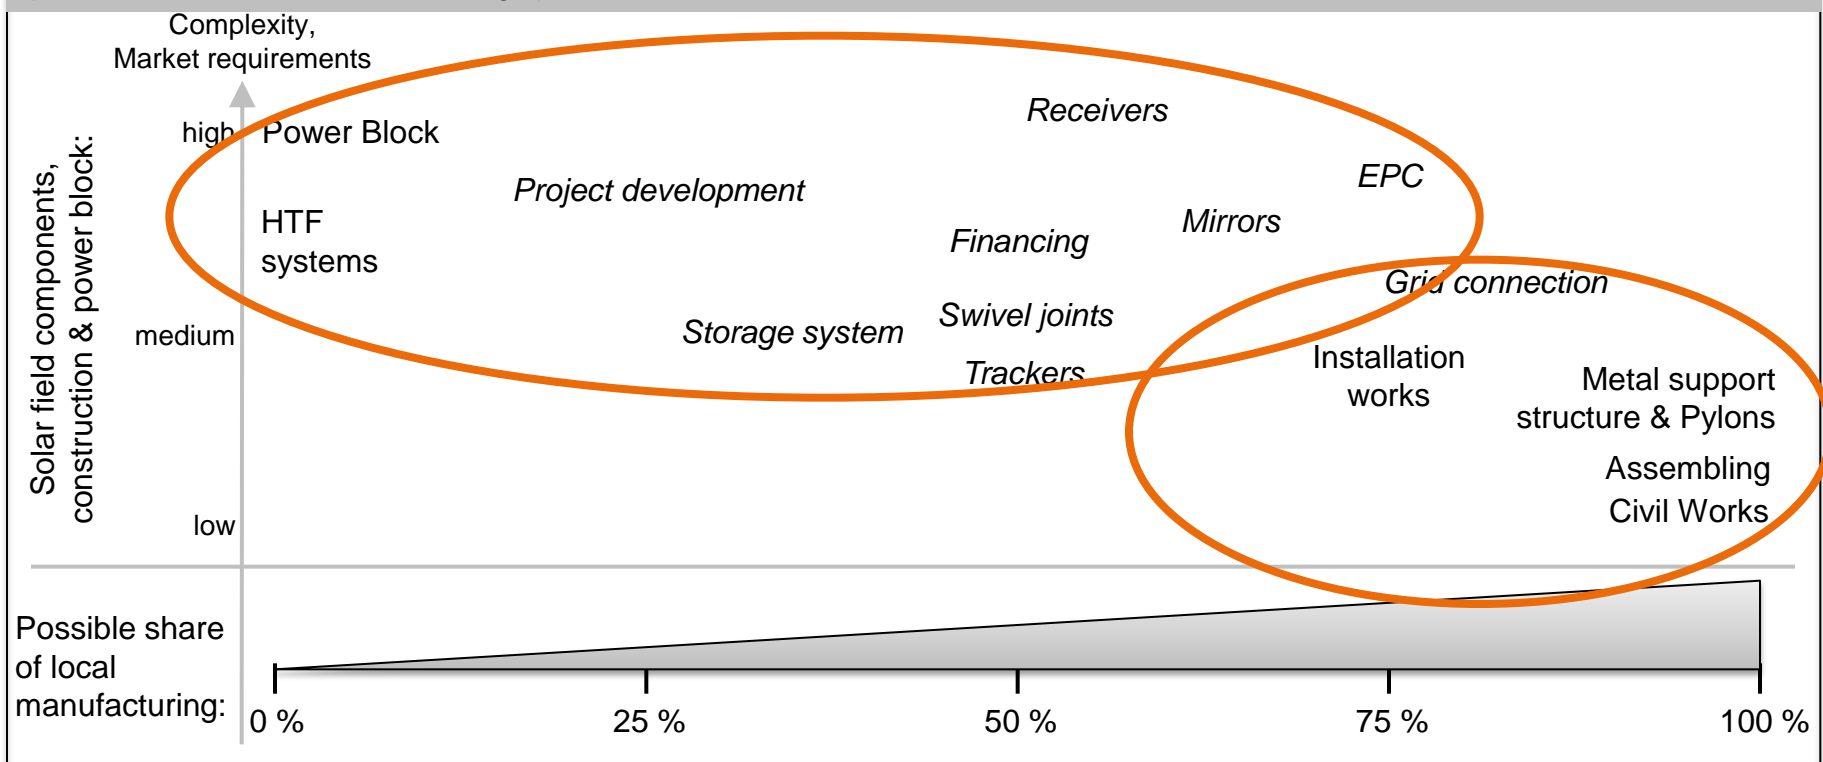 Complexity,
Market requirements
Solar field components,
construction & power block:
high
medium
low
Power Block
Receivers
Project development
EPC
HTF
systems
Mirrors
Financing
Grid connection
Swivel joints
Storage system
Trackers
Installation
works
Metal support
structure & Pylons
Assembling
Civil Works
Possible share
of local
manufacturing:
0 %
25 %
50 %
75 %
100 %